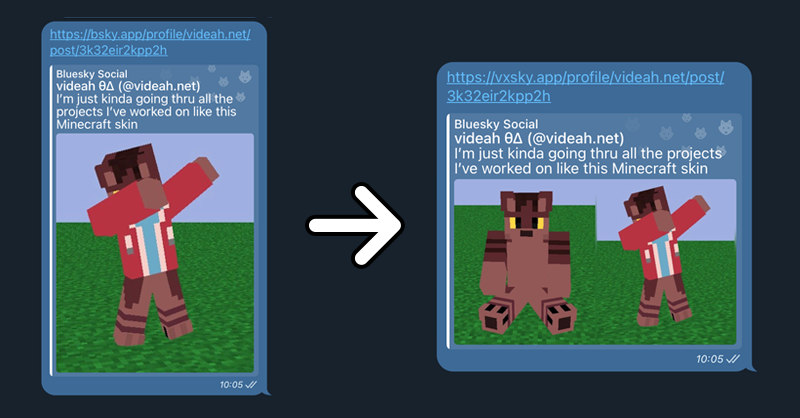 https://bsky.app/profile/videah.net/
post/3k32eir2kpp2h
Bluesky Social
videah θΔ (@videah.net)
I'm just kinda going thru all the
projects I've worked on like this
Minecraft skin
10:05
https://vxsky.app/profile/videah.net/post/
3k32eir2kpp2h
Bluesky Social
videah θΔ (@videah.net)
I'm just kinda going thru all the projects
I've worked on like this Minecraft skin
10:05